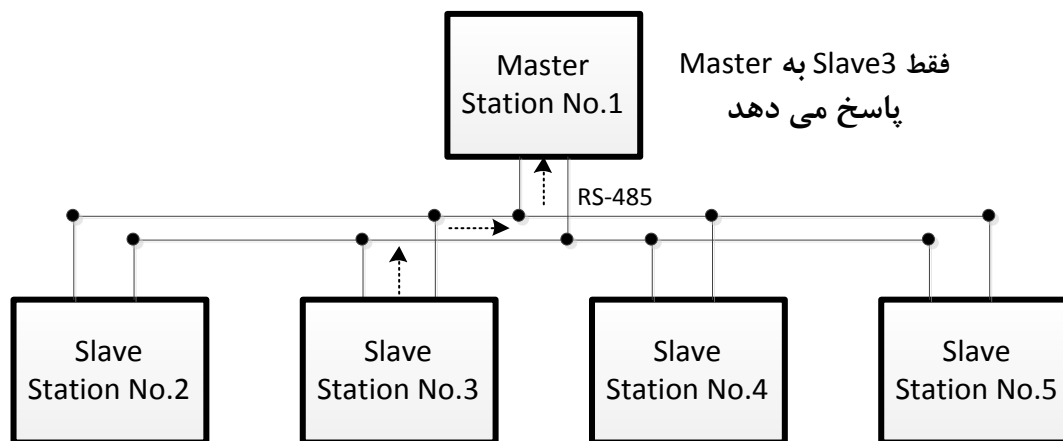 Master
Station No.1
فقط Slave3 به Master
پاسخ می دهد
RS-485
Slave
Station No.2
Slave
Station No.3
Slave
Station No.4
Slave
Station No.5